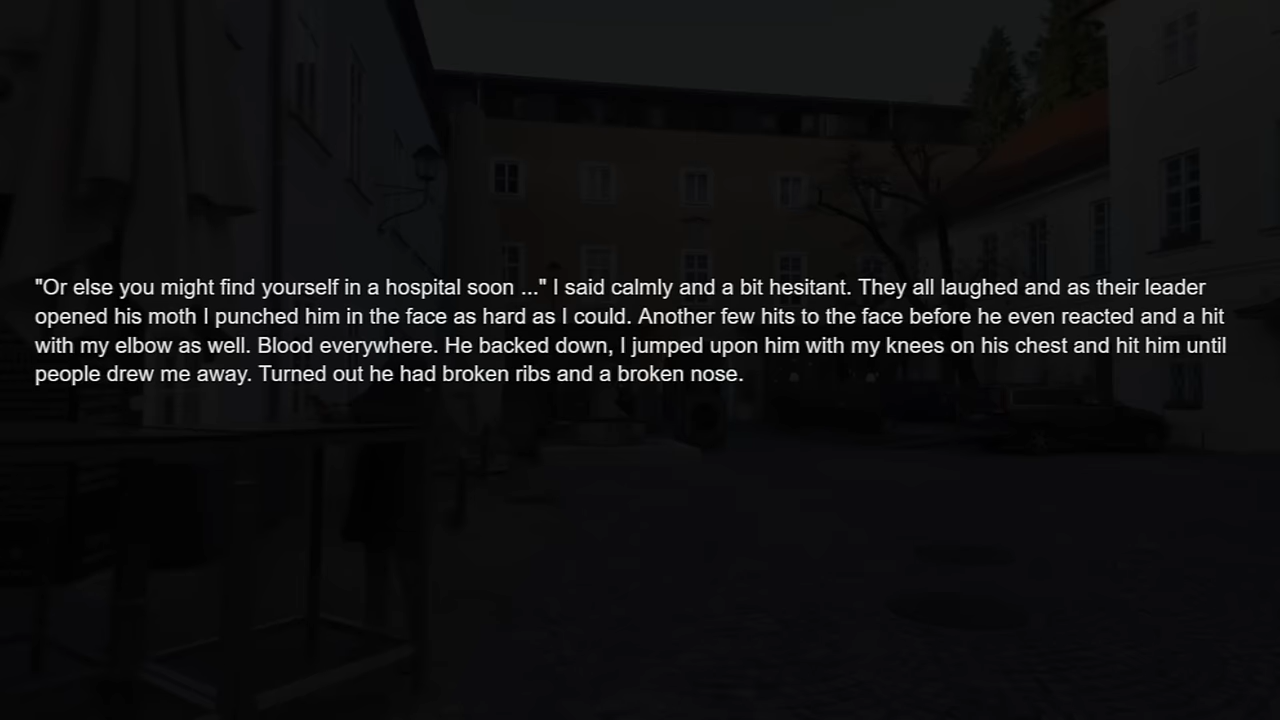 "Or else you might find yourself in a hospital soon ..." I said calmly and a bit hesitant. They all laughed and as their leader
opened his moth I punched him in the face as hard as I could. Another few hits to the face before he even reacted and a hit
with my elbow as well. Blood everywhere. He backed down, I jumped upon him with my knees on his chest and hit him until
people drew me away. Turned out he had broken ribs and a broken nose.